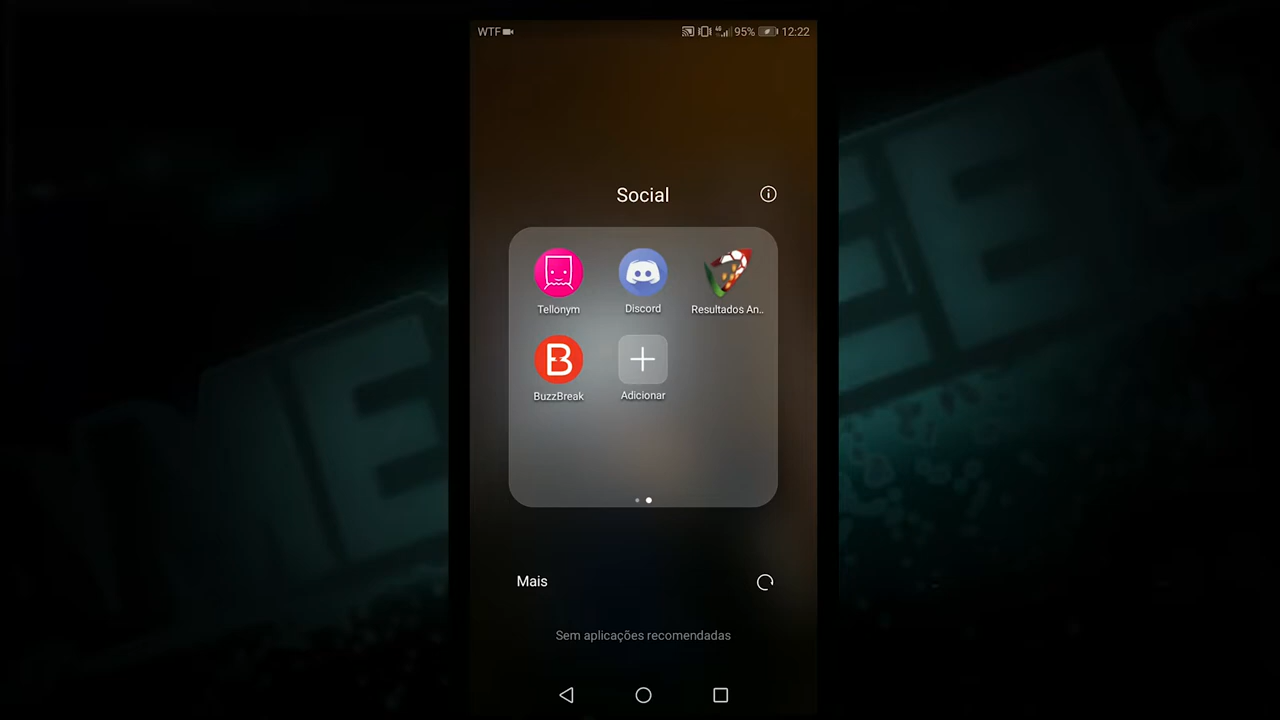 WTF 95% 12:22
Social
Tellonym Discord Resultados An..
B
BuzzBreak Adicionar
Mais
Sem aplicações recomendadas